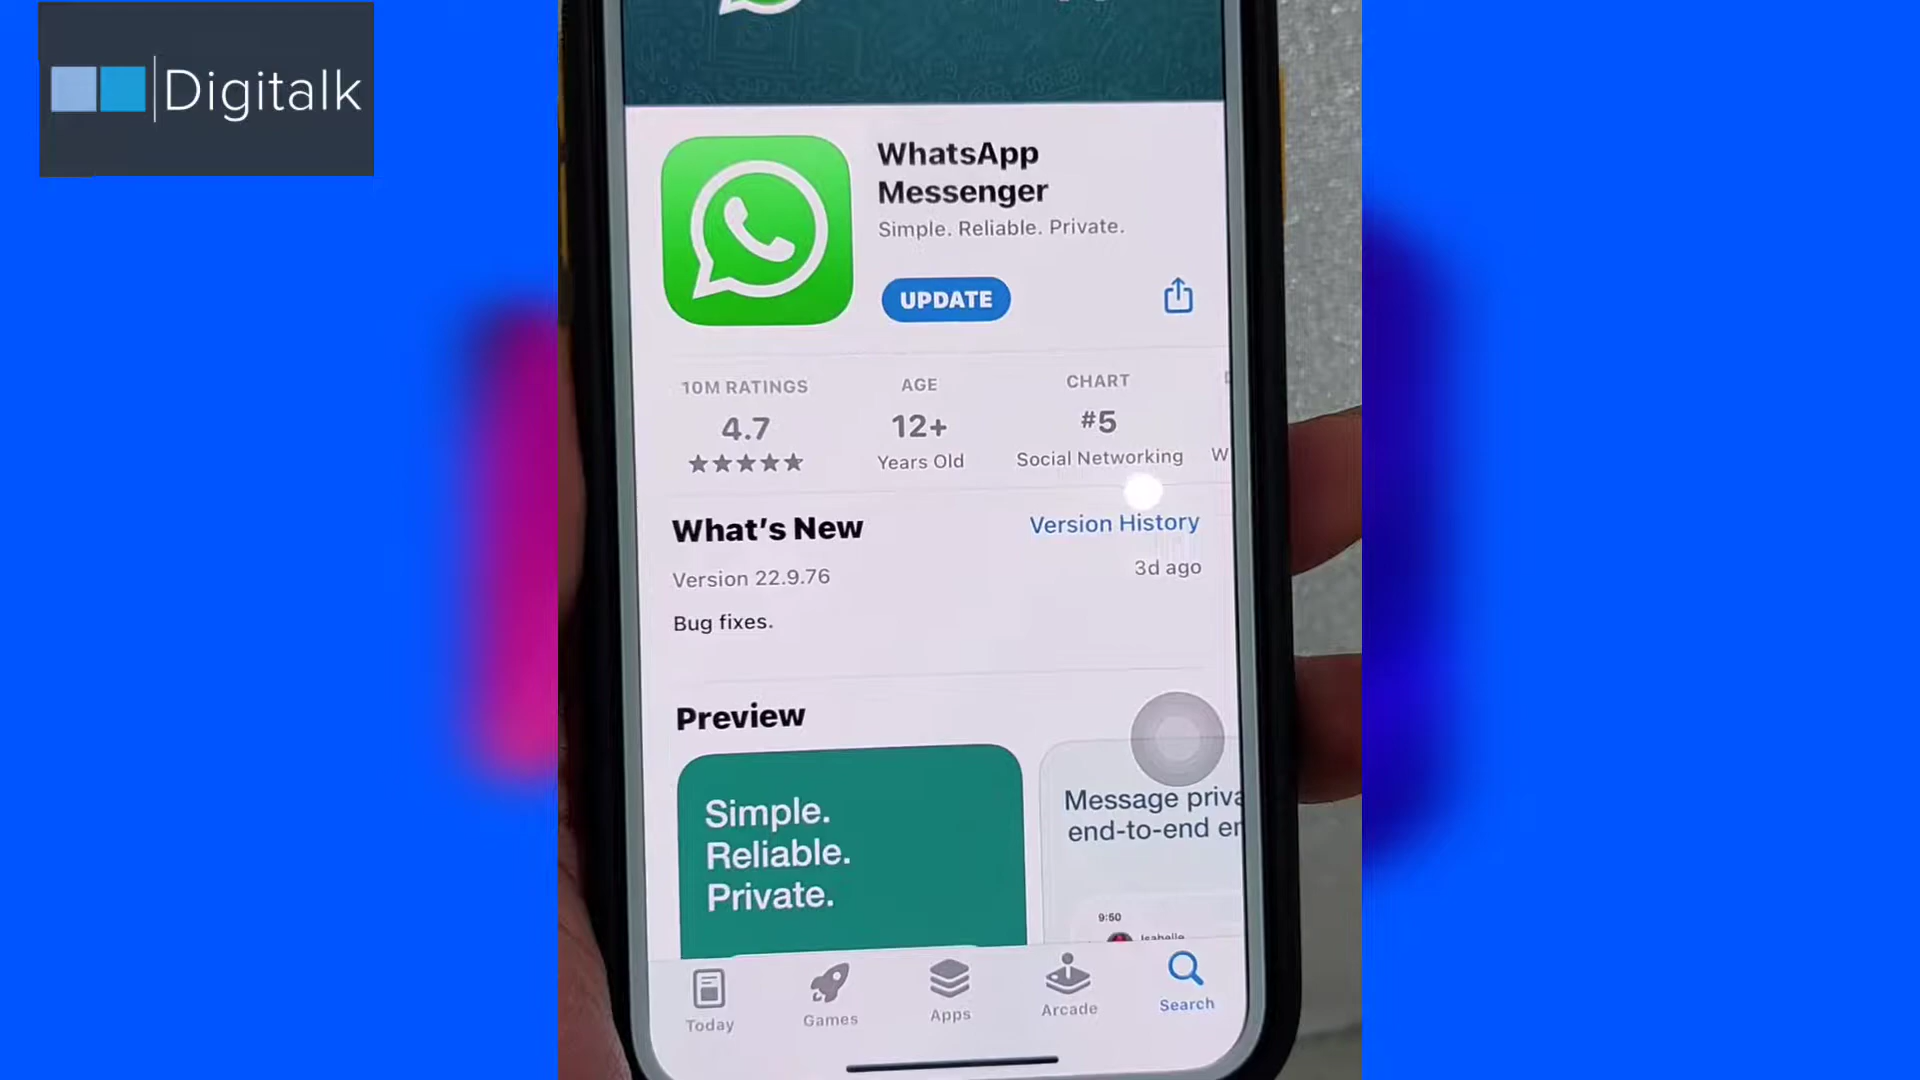 Digitalk
WhatsApp
Messenger
Simple. Reliable. Private.
UPDATE
10M RATINGS
4.7
AGE
12+
Years Old
CHART
#5
Social Networking
W
What's New
Version History
Version 22.9.76
3d ago
Bug fixes.
Preview
Simple.
Reliable.
Private.
Message priva
end-to-end er
9:50
Isabelle
Today
Games
Apps
Arcade
Search